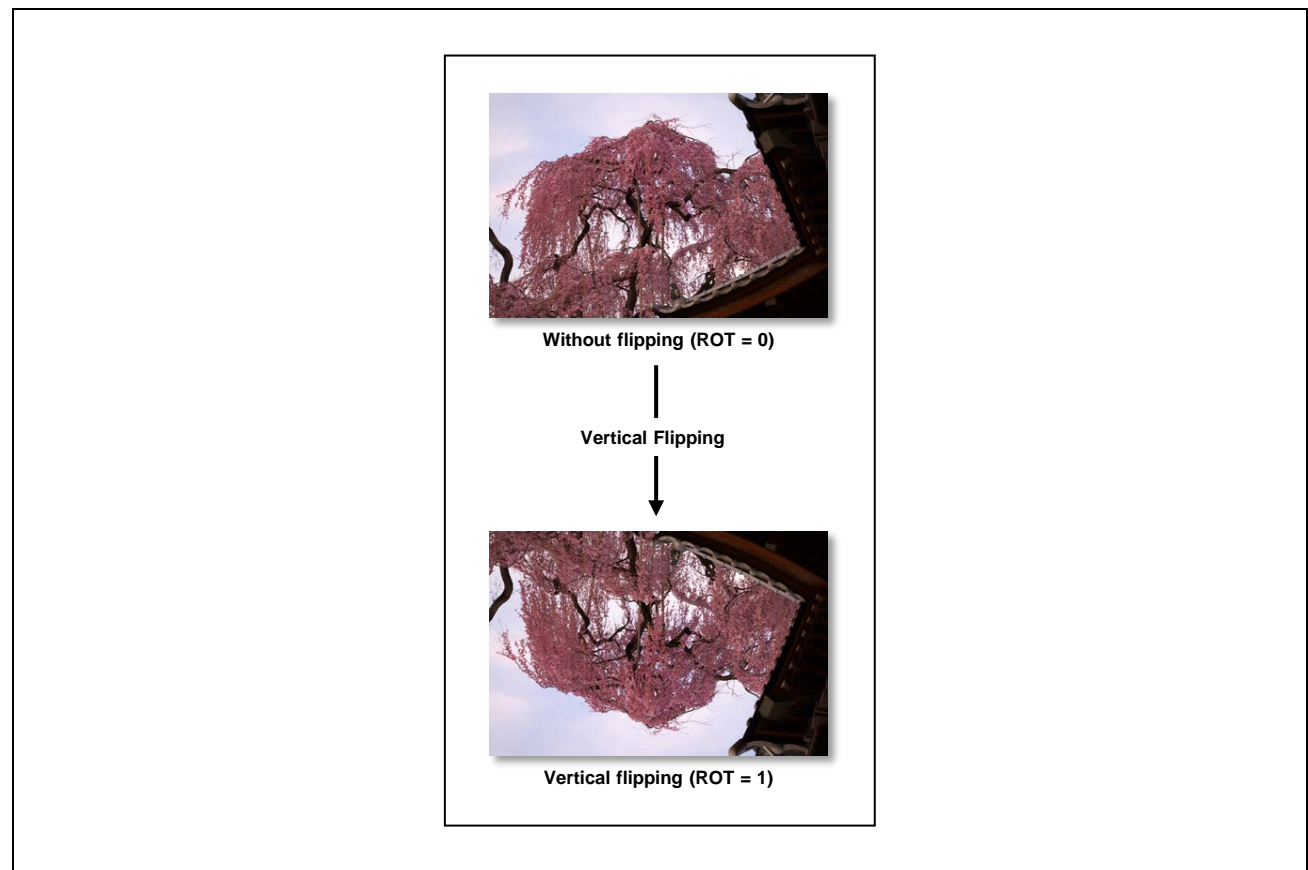 Without flipping (ROT = 0)
Vertical Flipping
Vertical flipping (ROT = 1)